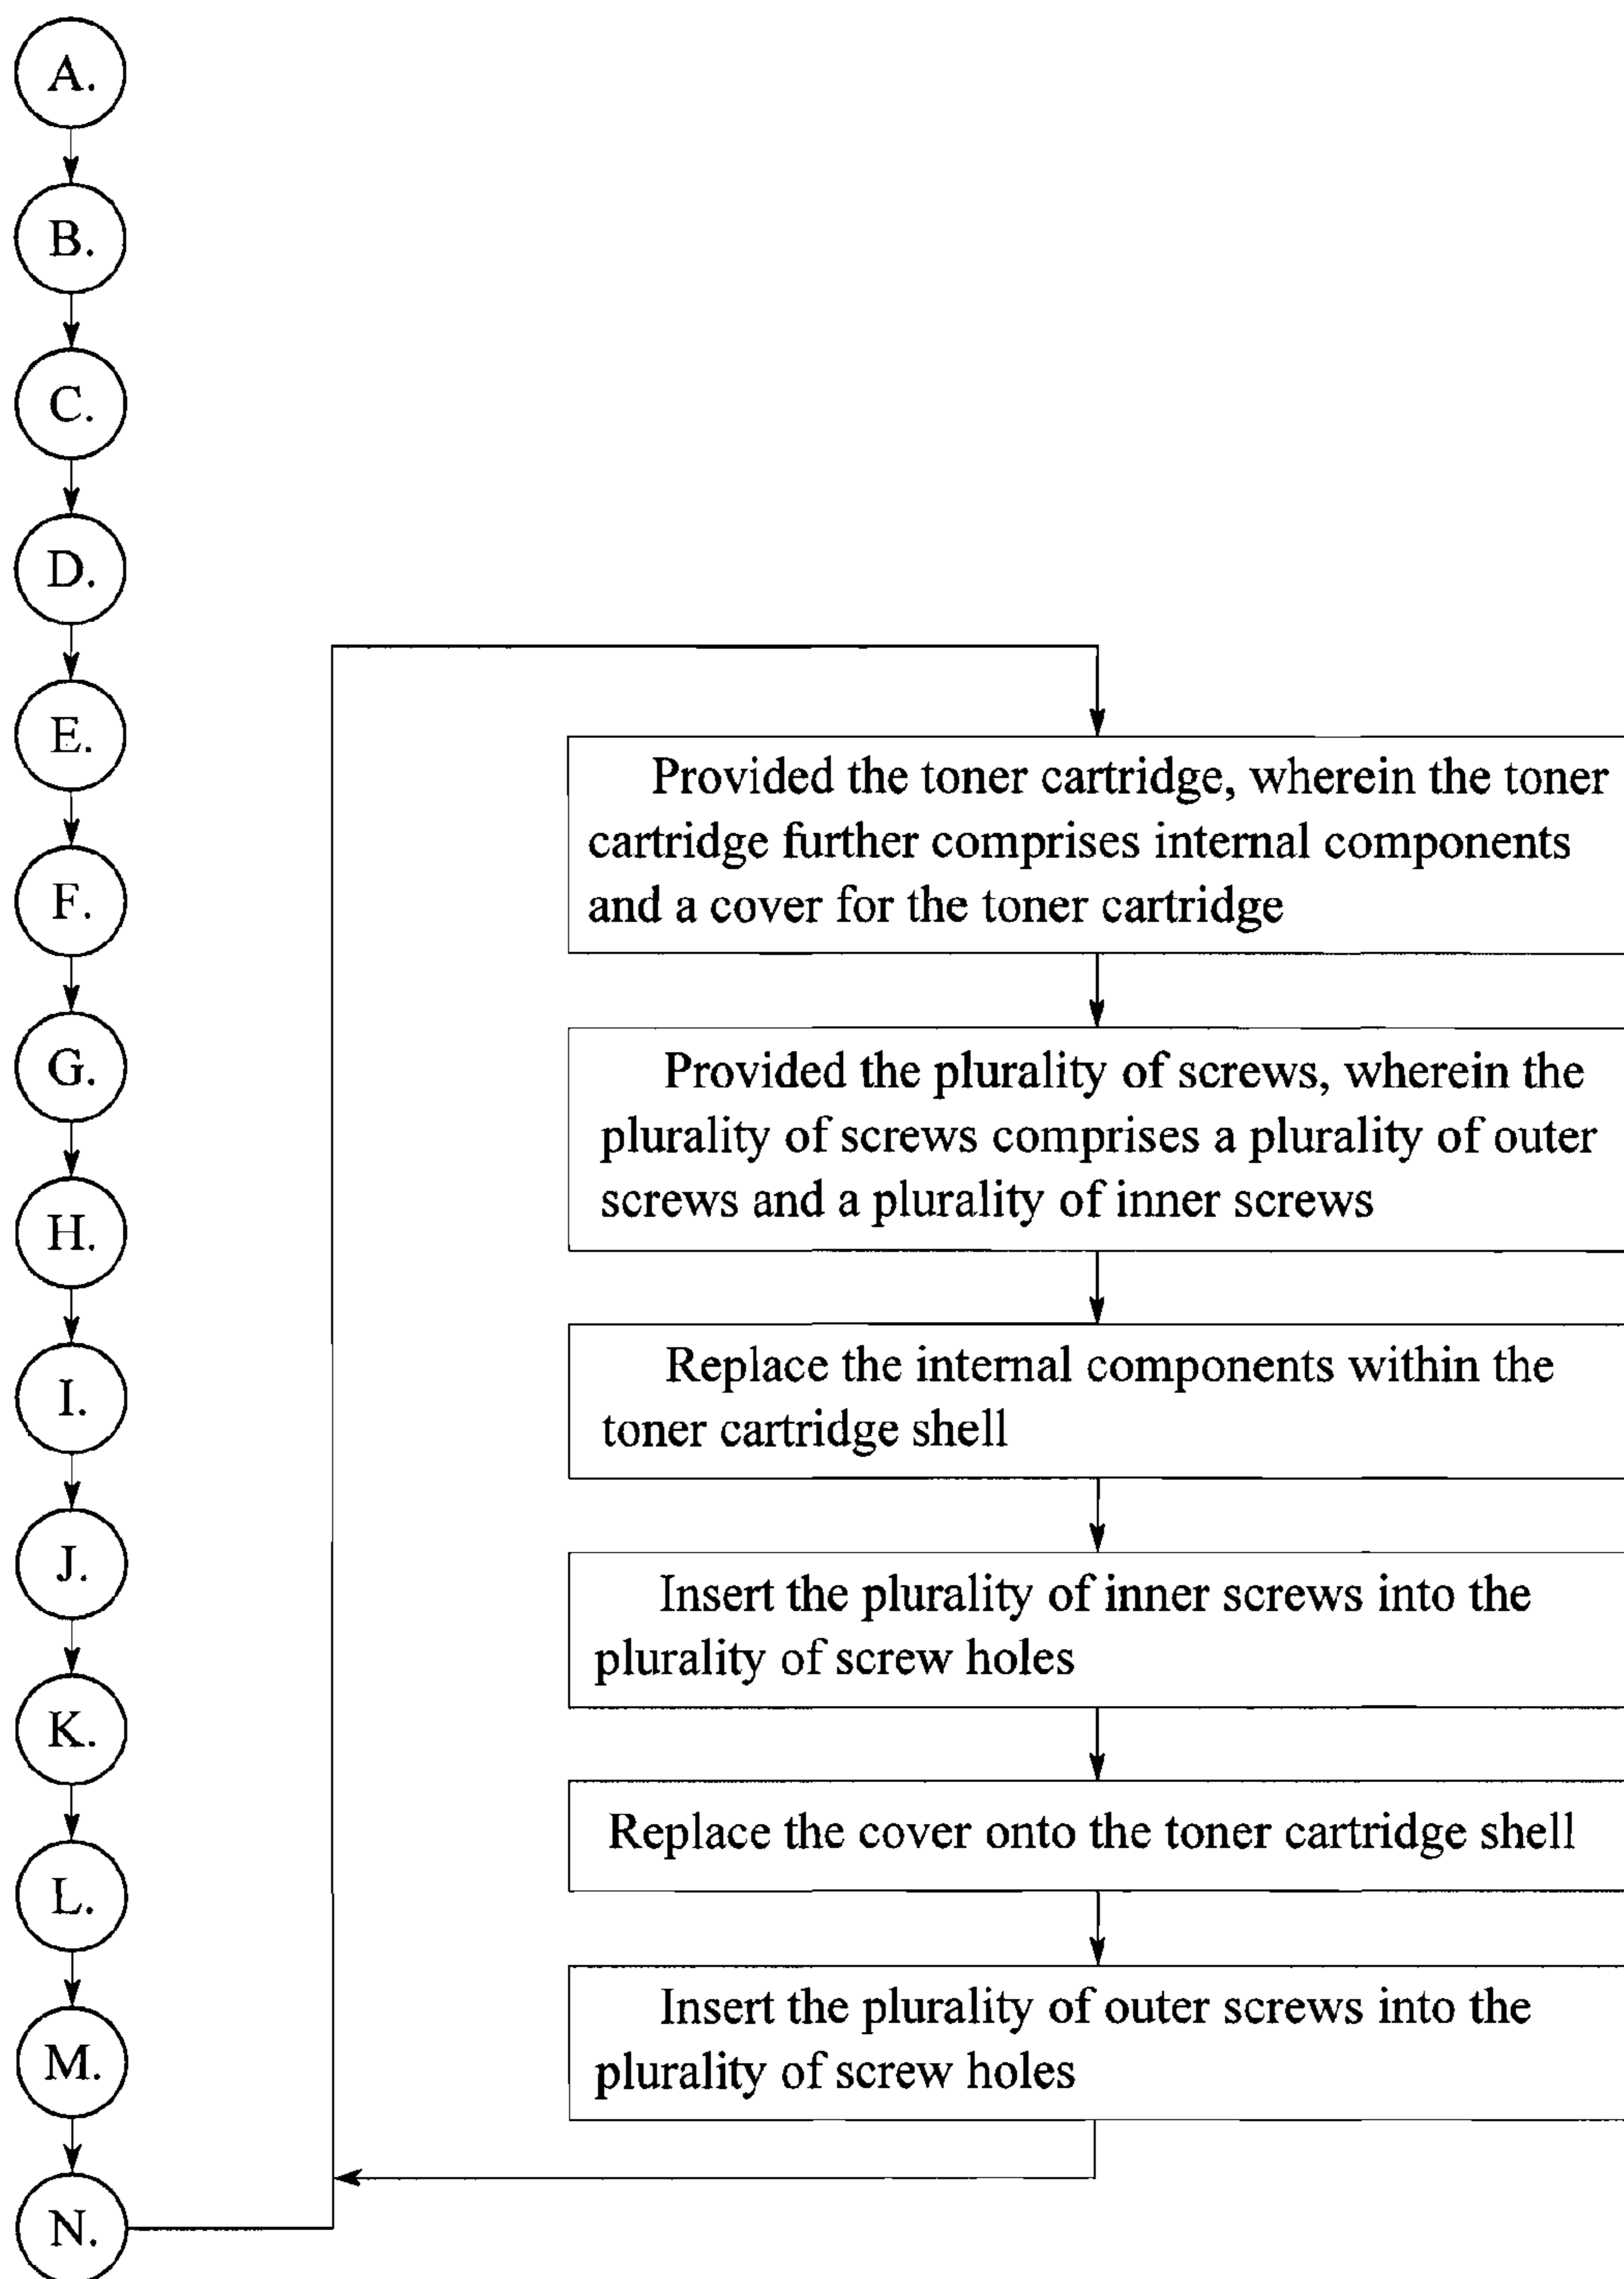 A.
B.
C.
D.
E.
F.
G.
H.
I.
J.
K.
L.
M.
N.
Provided the toner cartridge, wherein the toner
cartridge further comprises internal components
and a cover for the toner cartridge
Provided the plurality of screws, wherein the
plurality of screws comprises a plurality of outer
screws and a plurality of inner screws
Replace the internal components within the
toner cartridge shell
Insert the plurality of inner screws into the
plurality of screw holes
Replace the cover onto the toner cartridge shell
Insert the plurality of outer screws into the
plurality of screw holes